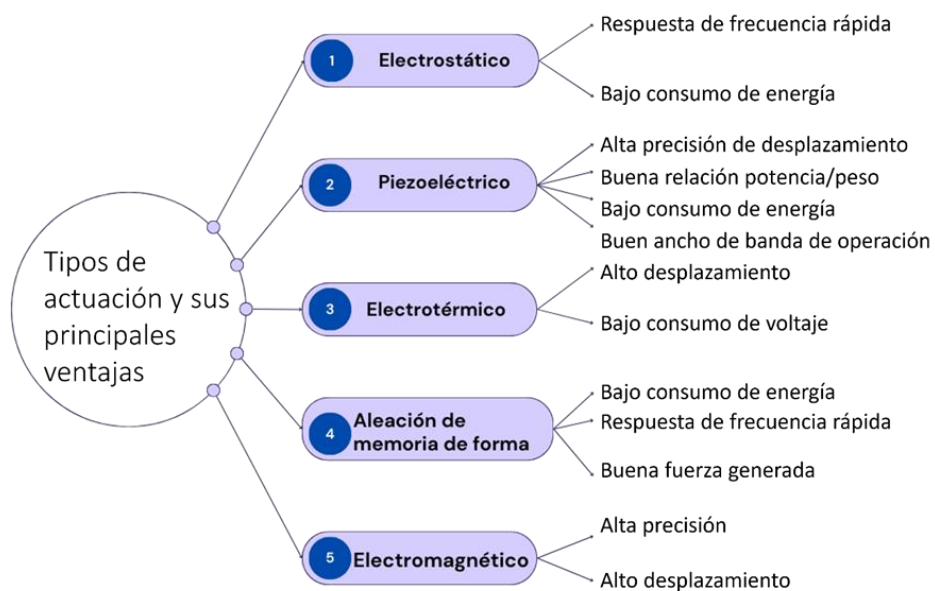 Tipos de
actuación y sus
principales
ventajas
1
Electrostático
Respuesta de frecuencia rápida
Bajo consumo de energía
2
Piezoeléctrico
Alta precisión de desplazamiento
Buena relación potencia/peso
Bajo consumo de energía
Buen ancho de banda de operación
3
Electrotérmico
Alto desplazamiento
Bajo consumo de voltaje
4
Aleación de
memoria de forma
Bajo consumo de energía
Respuesta de frecuencia rápida
Buena fuerza generada
5
Electromagnético
Alta precisión
Alto desplazamiento